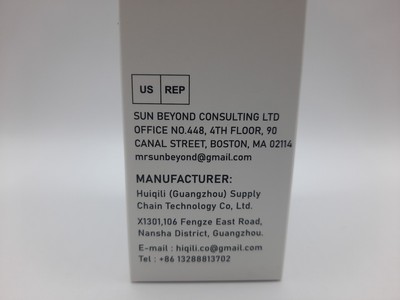 US REP
SUN BEYOND CONSULTING LTD
OFFICE NO.448, 4TH FLOOR, 90
CANAL STREET, BOSTON, MA 02114
mrsunbeyond@gmail.com
MANUFACTURER:
Huiqili (Guangzhou) Supply
Chain Technology Co, Ltd.
X1301,106 Fengze East Road,
Nansha District, Guangzhou.
E-mail : hiqili.co@gmail.com
Tel : +86 13288813702